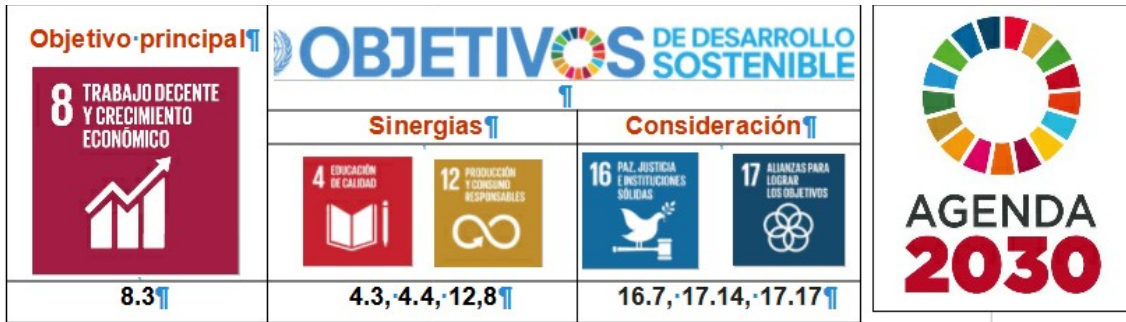 Objetivo·principal¶
OBJETIVOS
DE DESARROLLO
SOSTENIBLE
¶
8 TRABAJO DECENTE
Y CRECIMIENTO
ECONÓMICO
Sinergias¶
Consideración¶
4 EDUCACIÓN
DE CALIDAD
12 PRODUCCIÓN
Y CONSUMO
RESPONSABLES
16 PAZ, JUSTICIA
E INSTITUCIONES
SÓLIDAS
17 ALIANZAS PARA
LOGRAR
LOS OBJETIVOS
8.3¶
4.3,·4.4,·12,8¶
16.7,·17.14,·17.17¶
AGENDA
2030